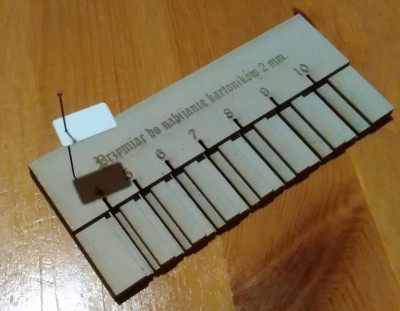 Przymiar do nabijania kartoników 2 mm.
4 5 6 7 8 9 10